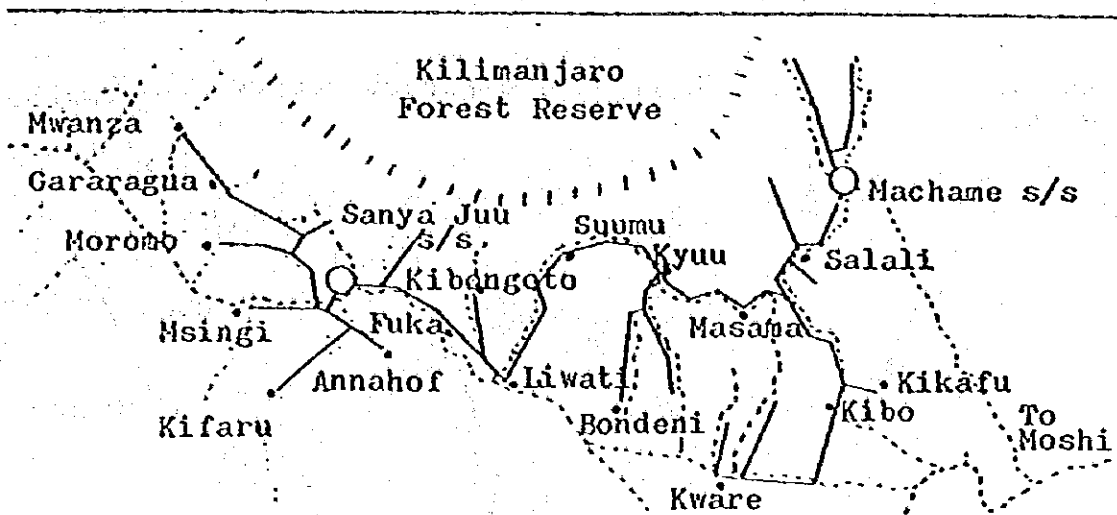 Kilimanjaro
Forest Reserve
Mwanza
Gararagua
Sanya Juu
s/s
Machame s/s
Moromo
Suumu
Kyuu
Salali
Kibongoto
Msingi
Fuka
Masama
Annahof
Liwati
Kikafu
Kifaru
Bondeni
Kibo
To
Moshi
Kware